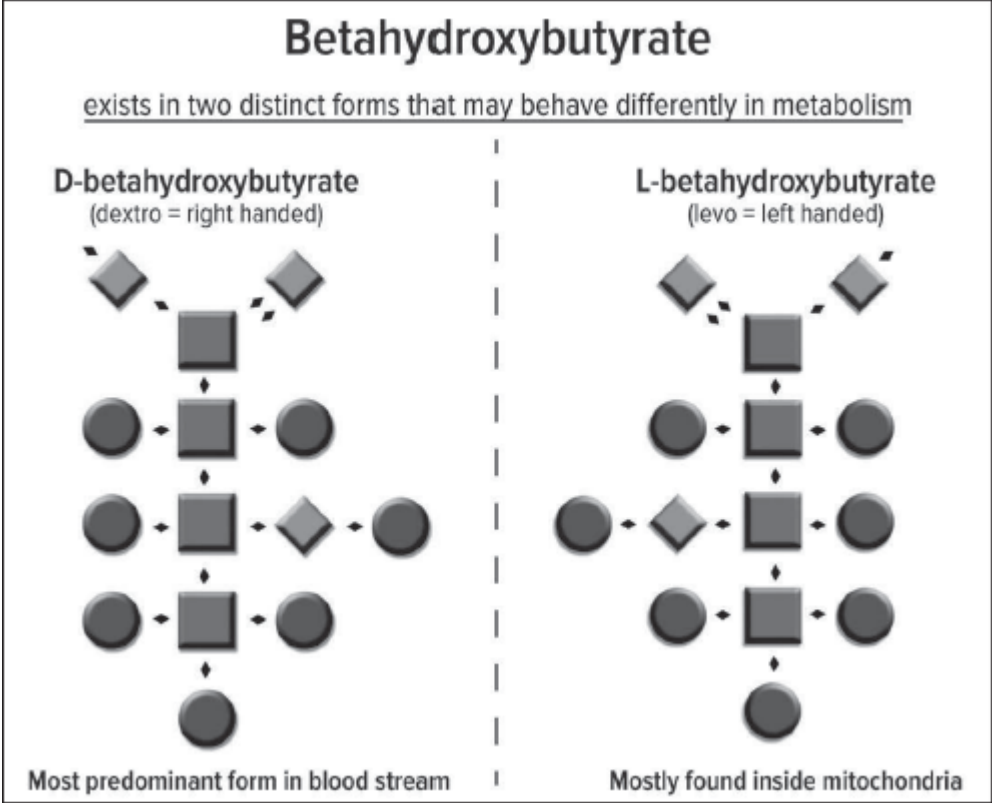 Betahydroxybutyrate
exists in two distinct forms that may behave differently in metabolism
D-betahydroxybutyrate
(dextro = right handed)
L-betahydroxybutyrate
(levo = left handed)
Most predominant form in blood stream
Mostly found inside mitochondria